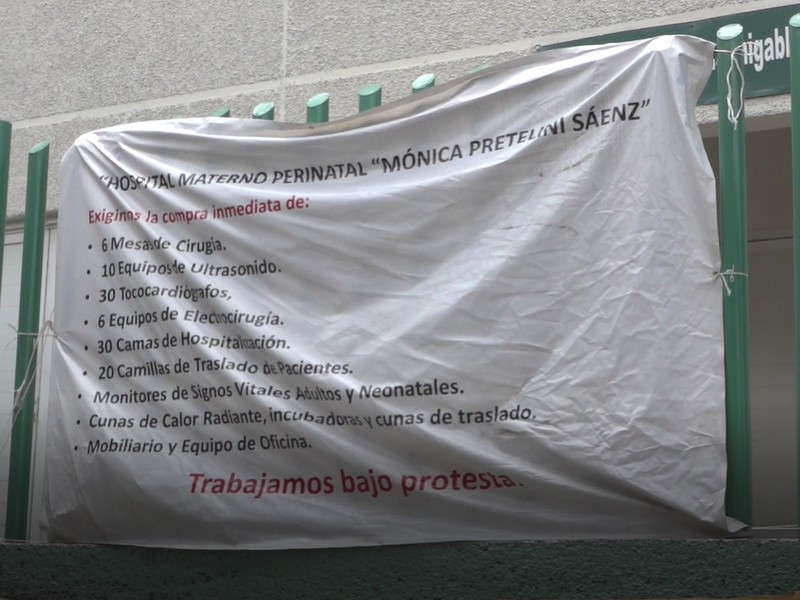 "HOSPITAL MATERNO PERINATAL "MÓNICA PRETELINI SÁENZ"
Exigimos la compra inmediata de:
• 6 Mesas de Cirugía.
• 10 Equipos de Ultrasonido.
• 30 Tococardiógrafos,
• 6 Equipos de Electrocirugía.
• 30 Camas de Hospitalización.
• 20 Camillas de Traslado de Pacientes.
• Monitores de Signos Vitales Adultos y Neonatales.
• Cunas de Calor Radiante, incubadoras y cunas de traslado.
• Mobiliario y Equipo de Oficina.
Trabajamos bajo protesta.